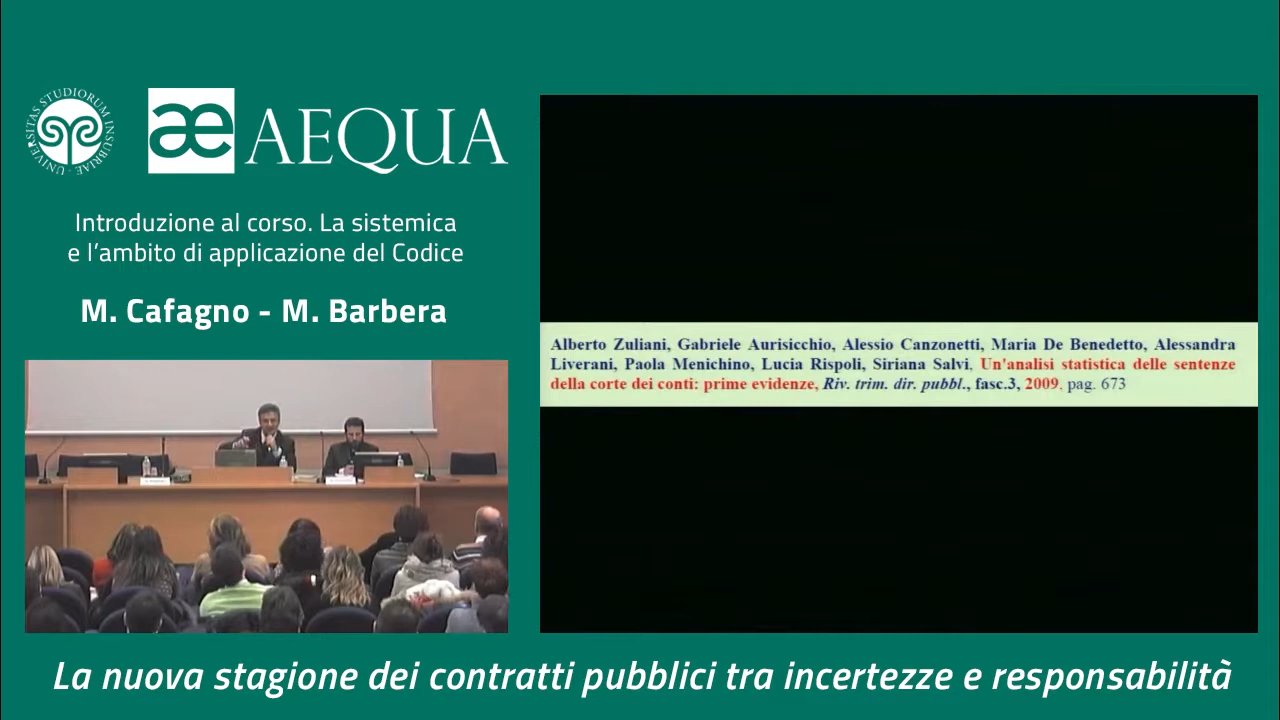 UNIVERSITAS STUDIORUM INSUBRIAE
æ AEQUA
Introduzione al corso. La sistemica
e l’ambito di applicazione del Codice
M. Cafagno - M. Barbera
Alberto Zuliani, Gabriele Aurisicchio, Alessio Canzonetti, Maria De Benedetto, Alessandra
Liverani, Paola Menichino, Lucia Rispoli, Siriana Salvi, Un'analisi statistica delle sentenze
della corte dei conti: prime evidenze, Riv. trim. dir. pubbl., fasc.3, 2009. pag. 673
La nuova stagione dei contratti pubblici tra incertezze e responsabilità